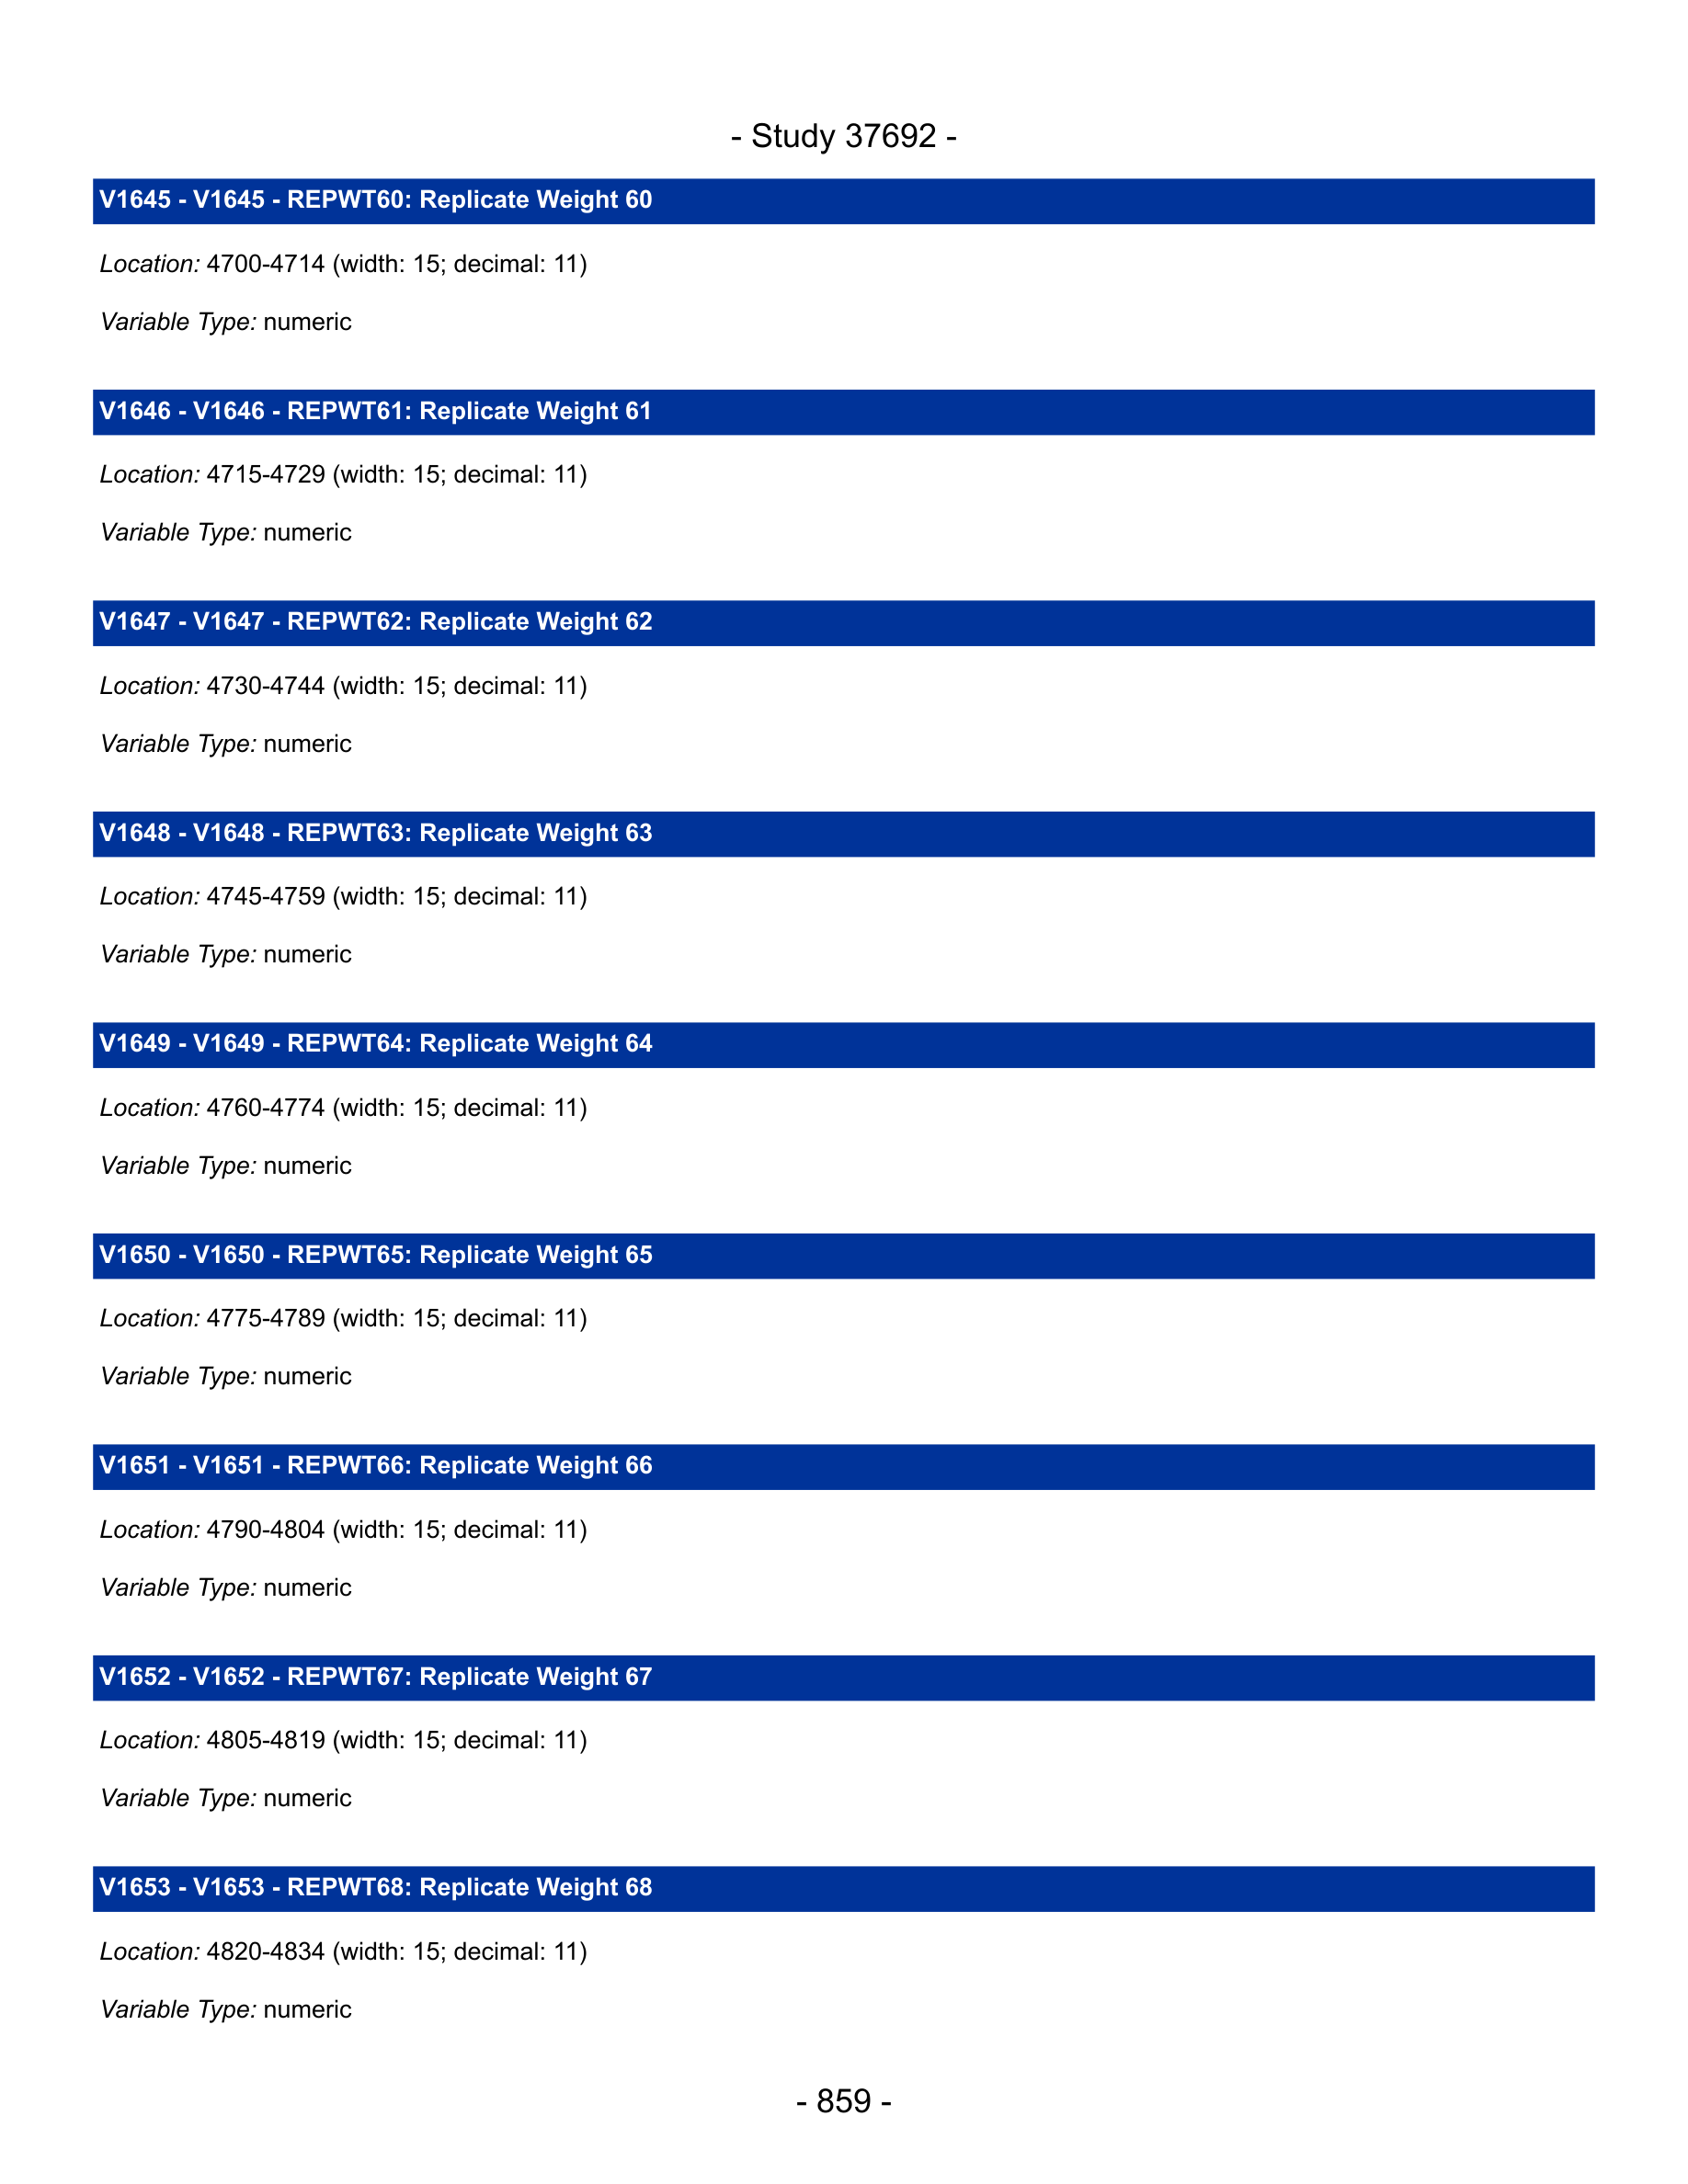 - Study 37692 -
V1645 - V1645 - REPWT60: Replicate Weight 60
Location: 4700-4714 (width: 15; decimal: 11)
Variable Type: numeric
V1646 - V1646 - REPWT61: Replicate Weight 61
Location: 4715-4729 (width: 15; decimal: 11)
Variable Type: numeric
V1647 - V1647 - REPWT62: Replicate Weight 62
Location: 4730-4744 (width: 15; decimal: 11)
Variable Type: numeric
V1648 - V1648 - REPWT63: Replicate Weight 63
Location: 4745-4759 (width: 15; decimal: 11)
Variable Type: numeric
V1649 - V1649 - REPWT64: Replicate Weight 64
Location: 4760-4774 (width: 15; decimal: 11)
Variable Type: numeric
V1650 - V1650 - REPWT65: Replicate Weight 65
Location: 4775-4789 (width: 15; decimal: 11)
Variable Type: numeric
V1651 - V1651 - REPWT66: Replicate Weight 66
Location: 4790-4804 (width: 15; decimal: 11)
Variable Type: numeric
V1652 - V1652 - REPWT67: Replicate Weight 67
Location: 4805-4819 (width: 15; decimal: 11)
Variable Type: numeric
V1653 - V1653 - REPWT68: Replicate Weight 68
Location: 4820-4834 (width: 15; decimal: 11)
Variable Type: numeric
- 859 -